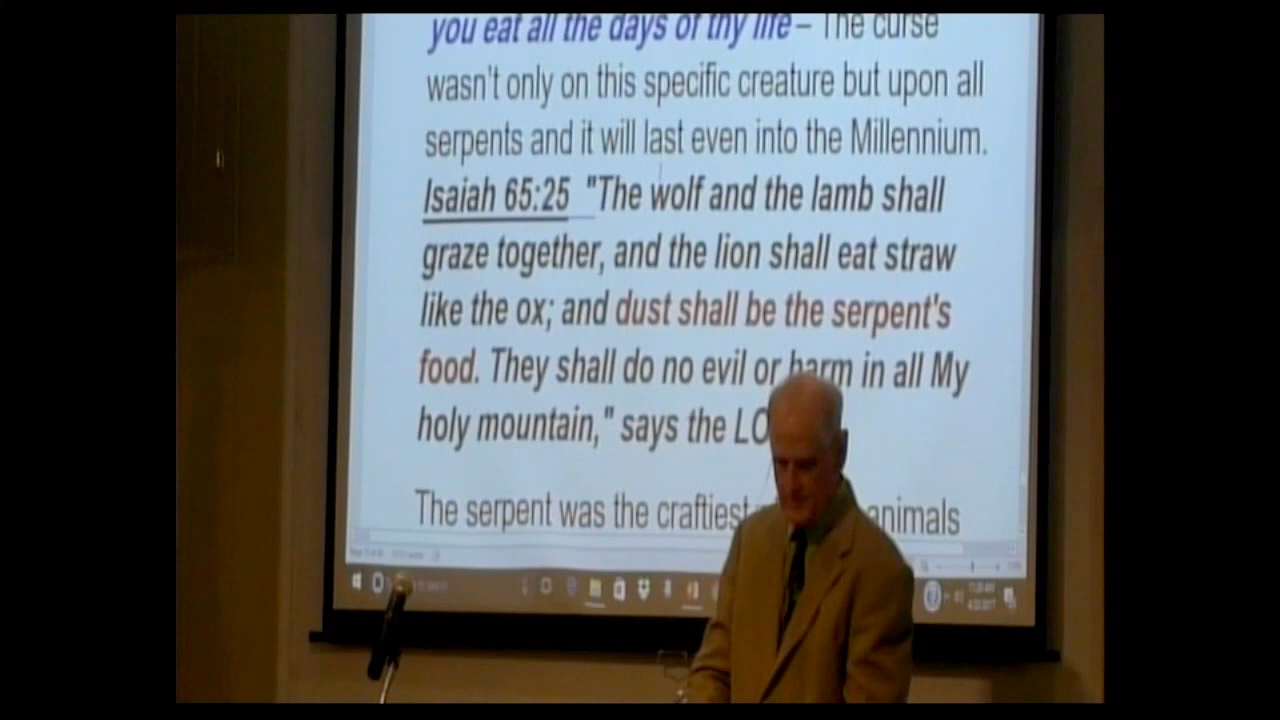 you eat all the days of thy life – The curse
wasn't only on this specific creature but upon all
serpents and it will last even into the Millennium.
Isaiah 65:25 "The wolf and the lamb shall
graze together, and the lion shall eat straw
like the ox; and dust shall be the serpent's
food. They shall do no evil or harm in all My
holy mountain," says the LO
The serpent was the craftiest animals